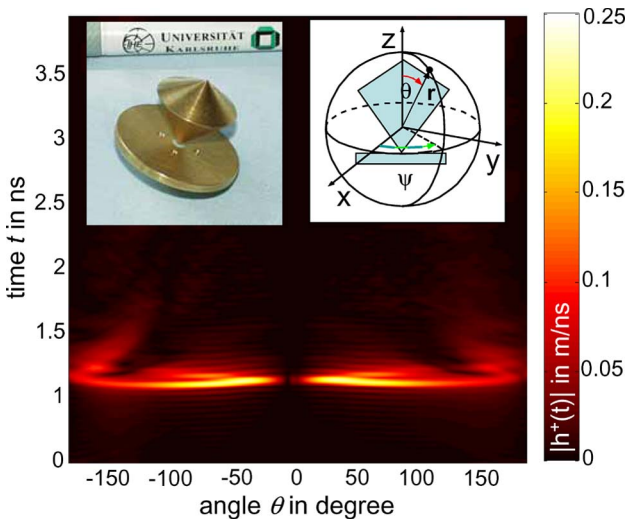 UNIVERSITÄT
KARLSRUHE
IHE
z
θ
r
y
x
ψ
3.5
3
2.5
2
1.5
1
0
time t in ns
-150 -100 -50 0 50 100 150
angle θ in degree
0.25
0.2
0.15
0.1
0.05
0
|h⁺(t)| in m/ns